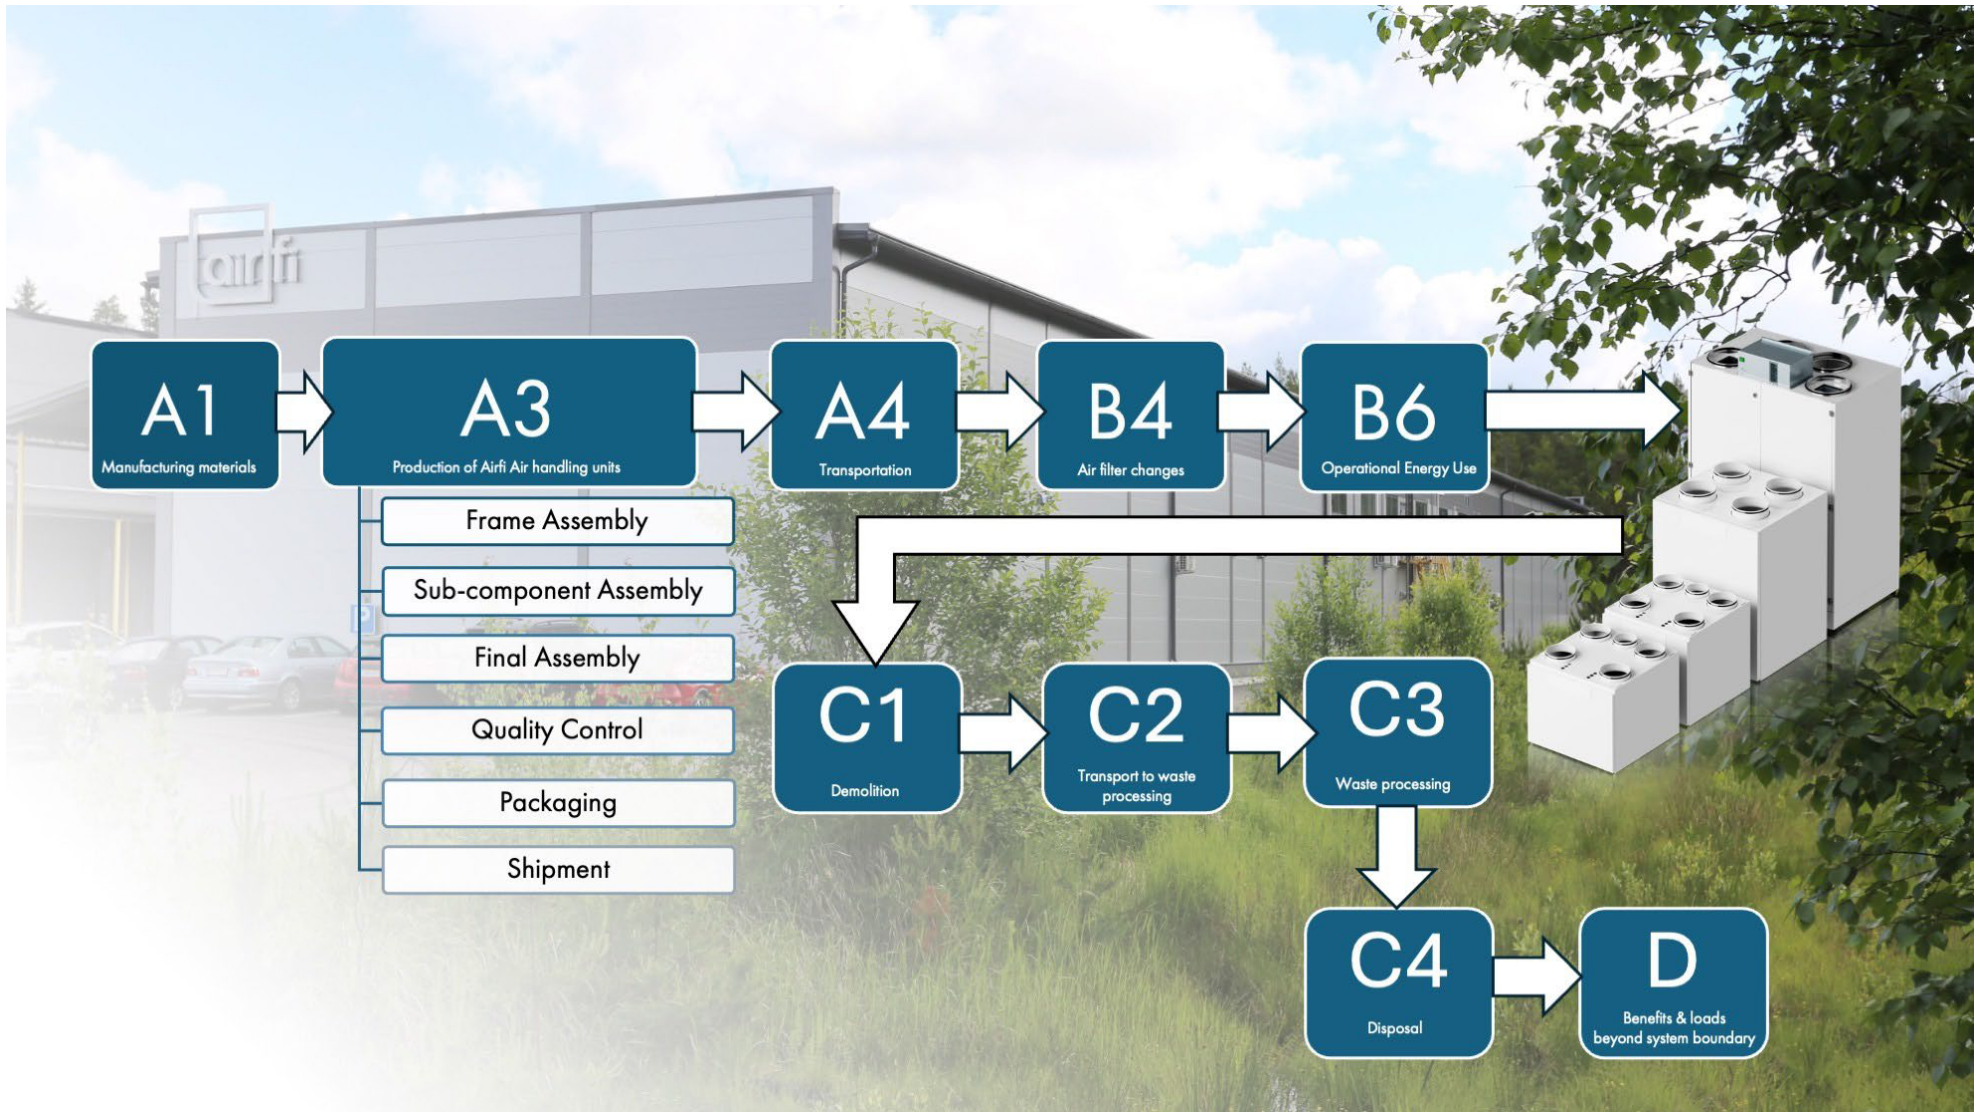 airfi
A1
Manufacturing materials
A3
Production of Airfi Air handling units
Frame Assembly
Sub-component Assembly
Final Assembly
Quality Control
Packaging
Shipment
A4
Transportation
B4
Air filter changes
B6
Operational Energy Use
P
C1
Demolition
C2
Transport to waste
processing
C3
Waste processing
C4
Disposal
D
Benefits & loads
beyond system boundary